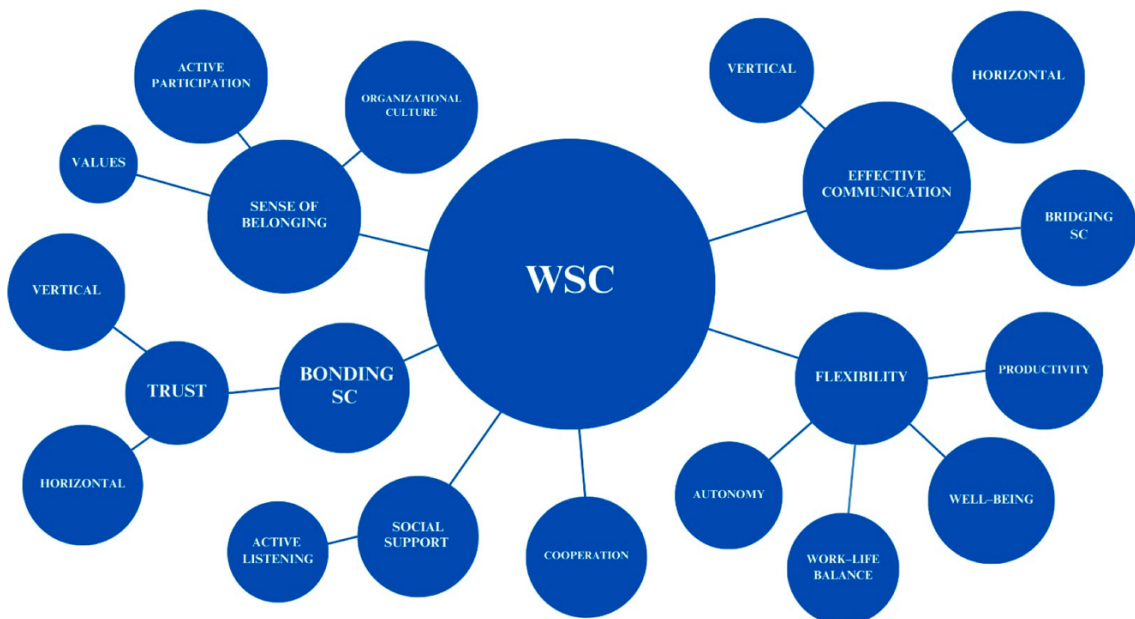 ACTIVE
PARTICIPATION
ORGANIZATIONAL
CULTURE
VALUES
SENSE OF
BELONGING
VERTICAL
TRUST
HORIZONTAL
BONDING
SC
WSC
SOCIAL
SUPPORT
ACTIVE
LISTENING
COOPERATION
VERTICAL
HORIZONTAL
EFFECTIVE
COMMUNICATION
BRIDGING
SC
FLEXIBILITY
PRODUCTIVITY
AUTONOMY
WELL–BEING
WORK–LIFE
BALANCE